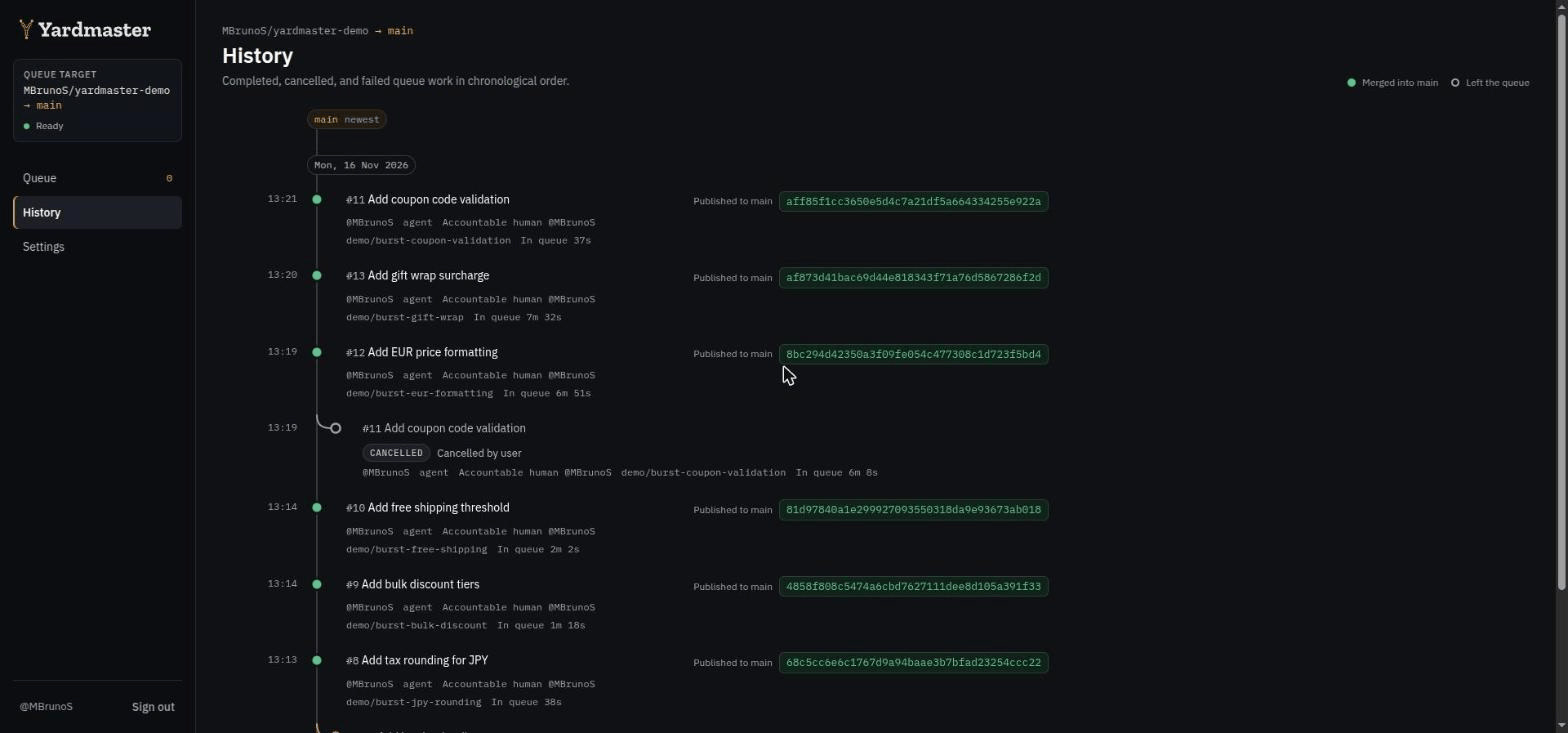 Yardmaster
QUEUE TARGET
MBrunoS/yardmaster-demo
→ main
Ready
Queue 0
History
Settings
@MBrunoS Sign out
MBrunoS/yardmaster-demo → main
History
Completed, cancelled, and failed queue work in chronological order.
Merged into main Left the queue
main newest
Mon, 16 Nov 2026
13:21 #11 Add coupon code validation Published to main aff85f1cc3650e5d4c7a21df5a664334255e922a
@MBrunoS agent Accountable human @MBrunoS
demo/burst-coupon-validation In queue 37s
13:20 #13 Add gift wrap surcharge Published to main af873d41bac69d44e818343f71a76d5867286f2d
@MBrunoS agent Accountable human @MBrunoS
demo/burst-gift-wrap In queue 7m 32s
13:19 #12 Add EUR price formatting Published to main 8bc294d42350a3f09fe054c477308c1d723f5bd4
@MBrunoS agent Accountable human @MBrunoS
demo/burst-eur-formatting In queue 6m 51s
13:19 #11 Add coupon code validation
CANCELLED Cancelled by user
@MBrunoS agent Accountable human @MBrunoS demo/burst-coupon-validation In queue 6m 8s
13:14 #10 Add free shipping threshold Published to main 81d97840a1e299927093550318da9e93673ab018
@MBrunoS agent Accountable human @MBrunoS
demo/burst-free-shipping In queue 2m 2s
13:14 #9 Add bulk discount tiers Published to main 4858f808c5474a6cbd7627111dee8d105a391f33
@MBrunoS agent Accountable human @MBrunoS
demo/burst-bulk-discount In queue 1m 18s
13:13 #8 Add tax rounding for JPY Published to main 68c5cc6e6c1767d9a94baae3b7bfad23254ccc22
@MBrunoS agent Accountable human @MBrunoS
demo/burst-jpy-rounding In queue 38s